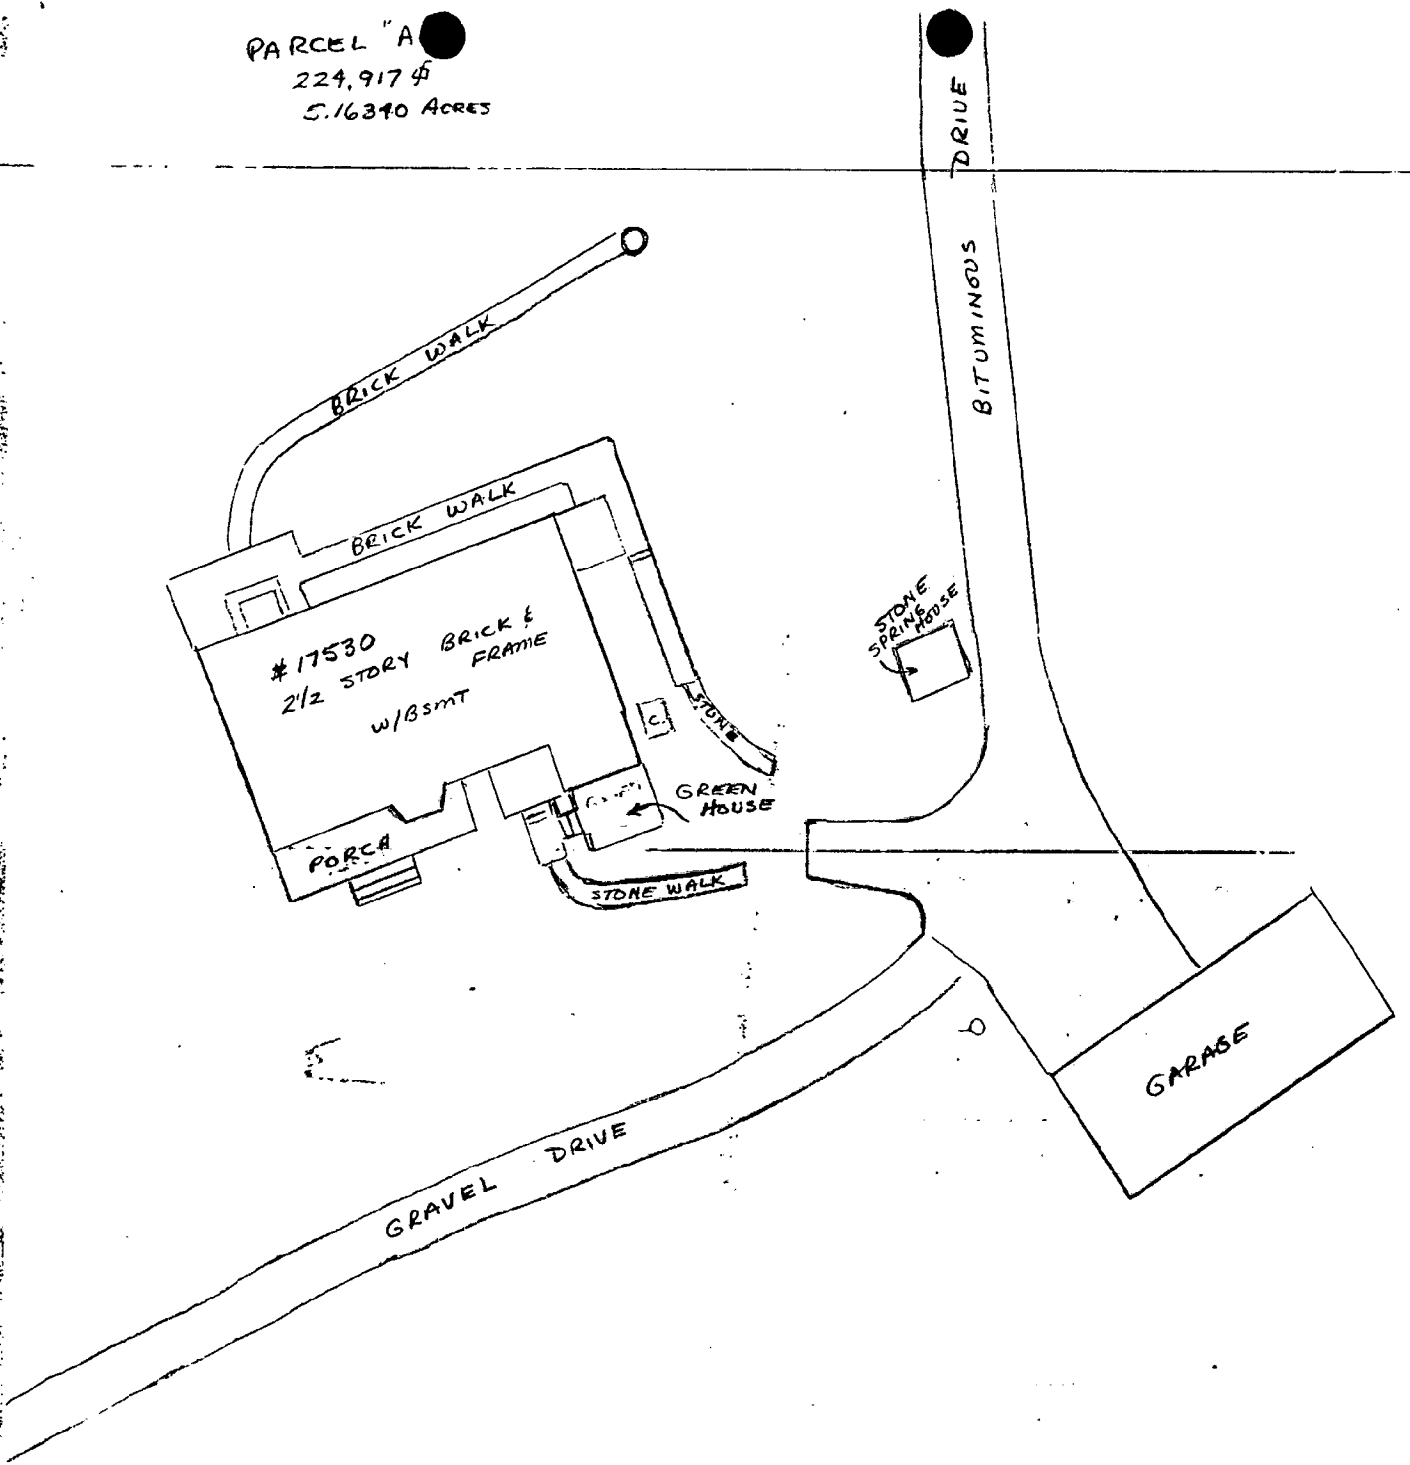 PARCEL "A
224,917 ⏍
5.16340 ACRES
BITUMINOUS DRIVE
BRICK WALK
BRICK WALK
#17530
2 1/2 STORY BRICK &
FRAME
W/BSMT
STONE
SPRING
HOUSE
C.
STONE
GREEN
HOUSE
PORCH
STONE WALK
GARAGE
GRAVEL DRIVE